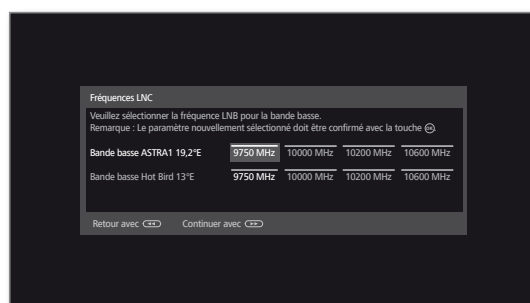 Fréquences LNC
Veuillez sélectionner la fréquence LNB pour la bande basse.
Remarque : Le paramètre nouvellement sélectionné doit être confirmé avec la touche OK.
Bande basse ASTRA1 19,2°E 9750 MHz 10000 MHz 10200 MHz 10600 MHz
Bande basse Hot Bird 13°E 9750 MHz 10000 MHz 10200 MHz 10600 MHz
Retour avec Continuer avec